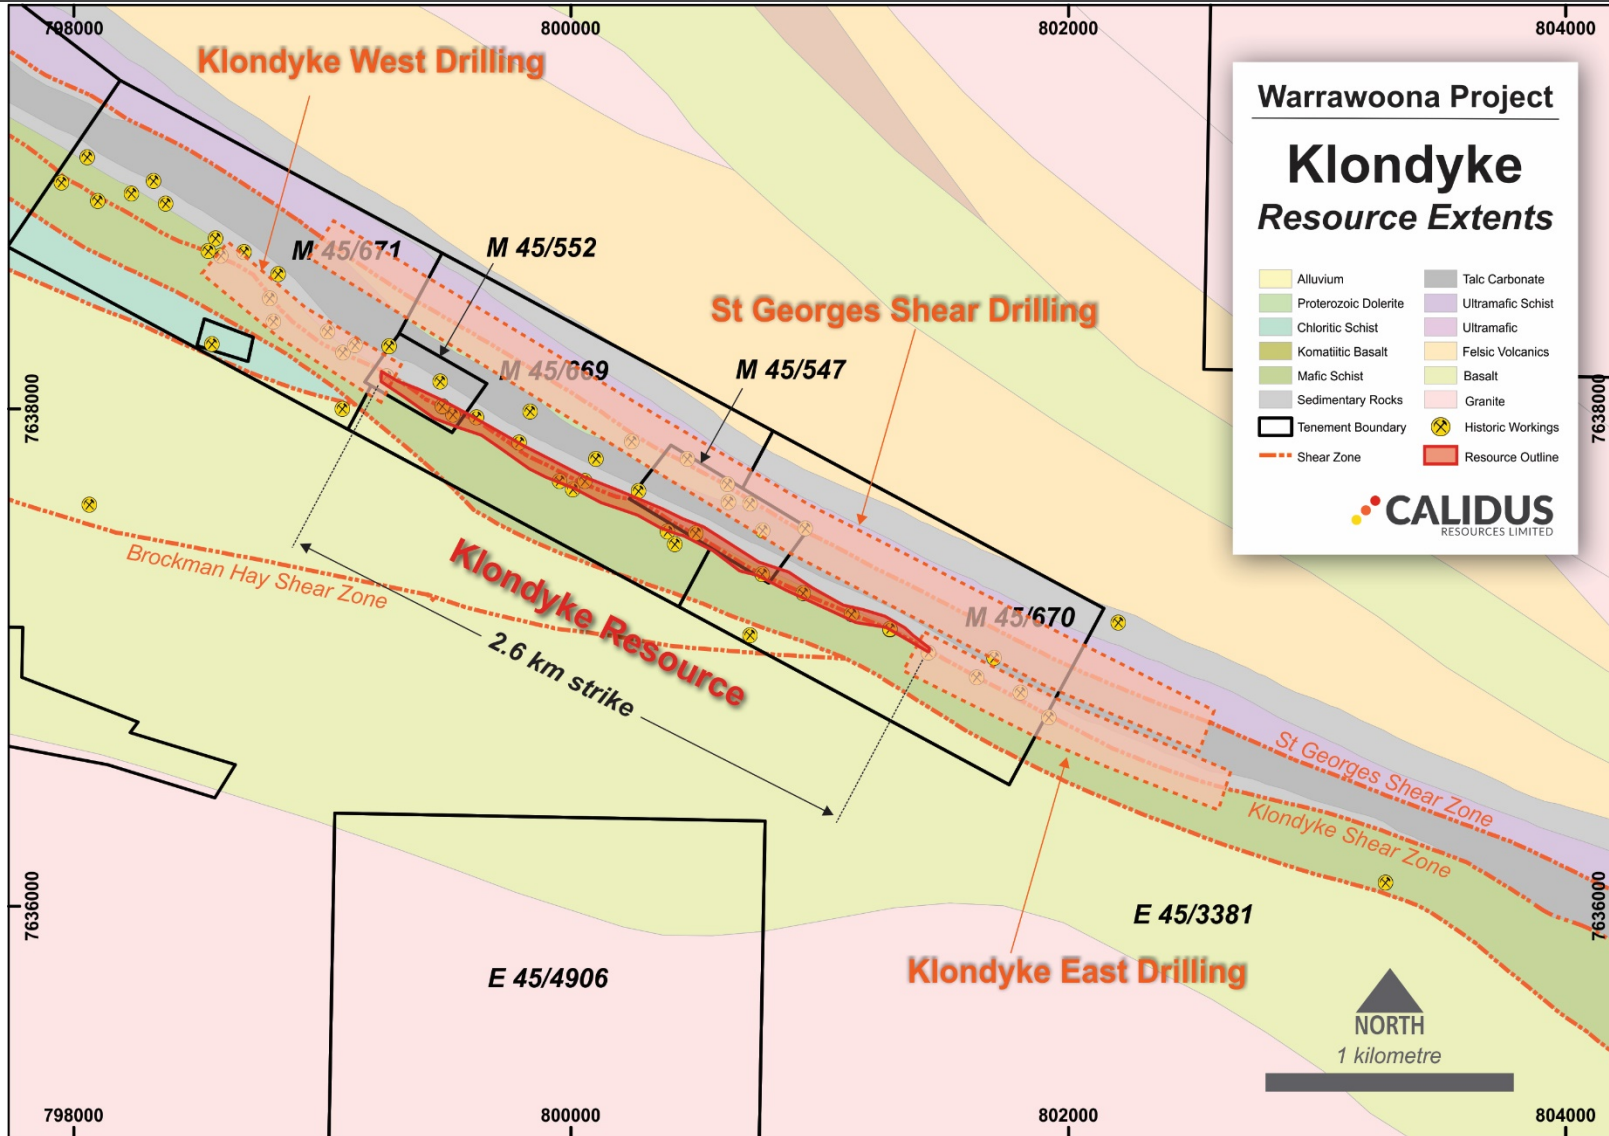 798000
800000
802000
804000
Klondyke West Drilling
Warrawoona Project
Klondyke
Resource Extents
Alluvium
Talc Carbonate
Proterozoic Dolerite
Ultramafic Schist
Chloritic Schist
Ultramafic
Komatiitic Basalt
Felsic Volcanics
Mafic Schist
Basalt
Sedimentary Rocks
Granite
Tenement Boundary
Historic Workings
Shear Zone
Resource Outline
CALIDUS
RESOURCES LIMITED
M 45/671
M 45/552
St Georges Shear Drilling
M 45/669
M 45/547
7638000
7638000
Brockman Hay Shear Zone
Klondyke Resource
2.6 km strike
M 45/670
St Georges Shear Zone
Klondyke Shear Zone
7636000
7636000
E 45/3381
E 45/4906
Klondyke East Drilling
NORTH
1 kilometre
798000
800000
802000
804000